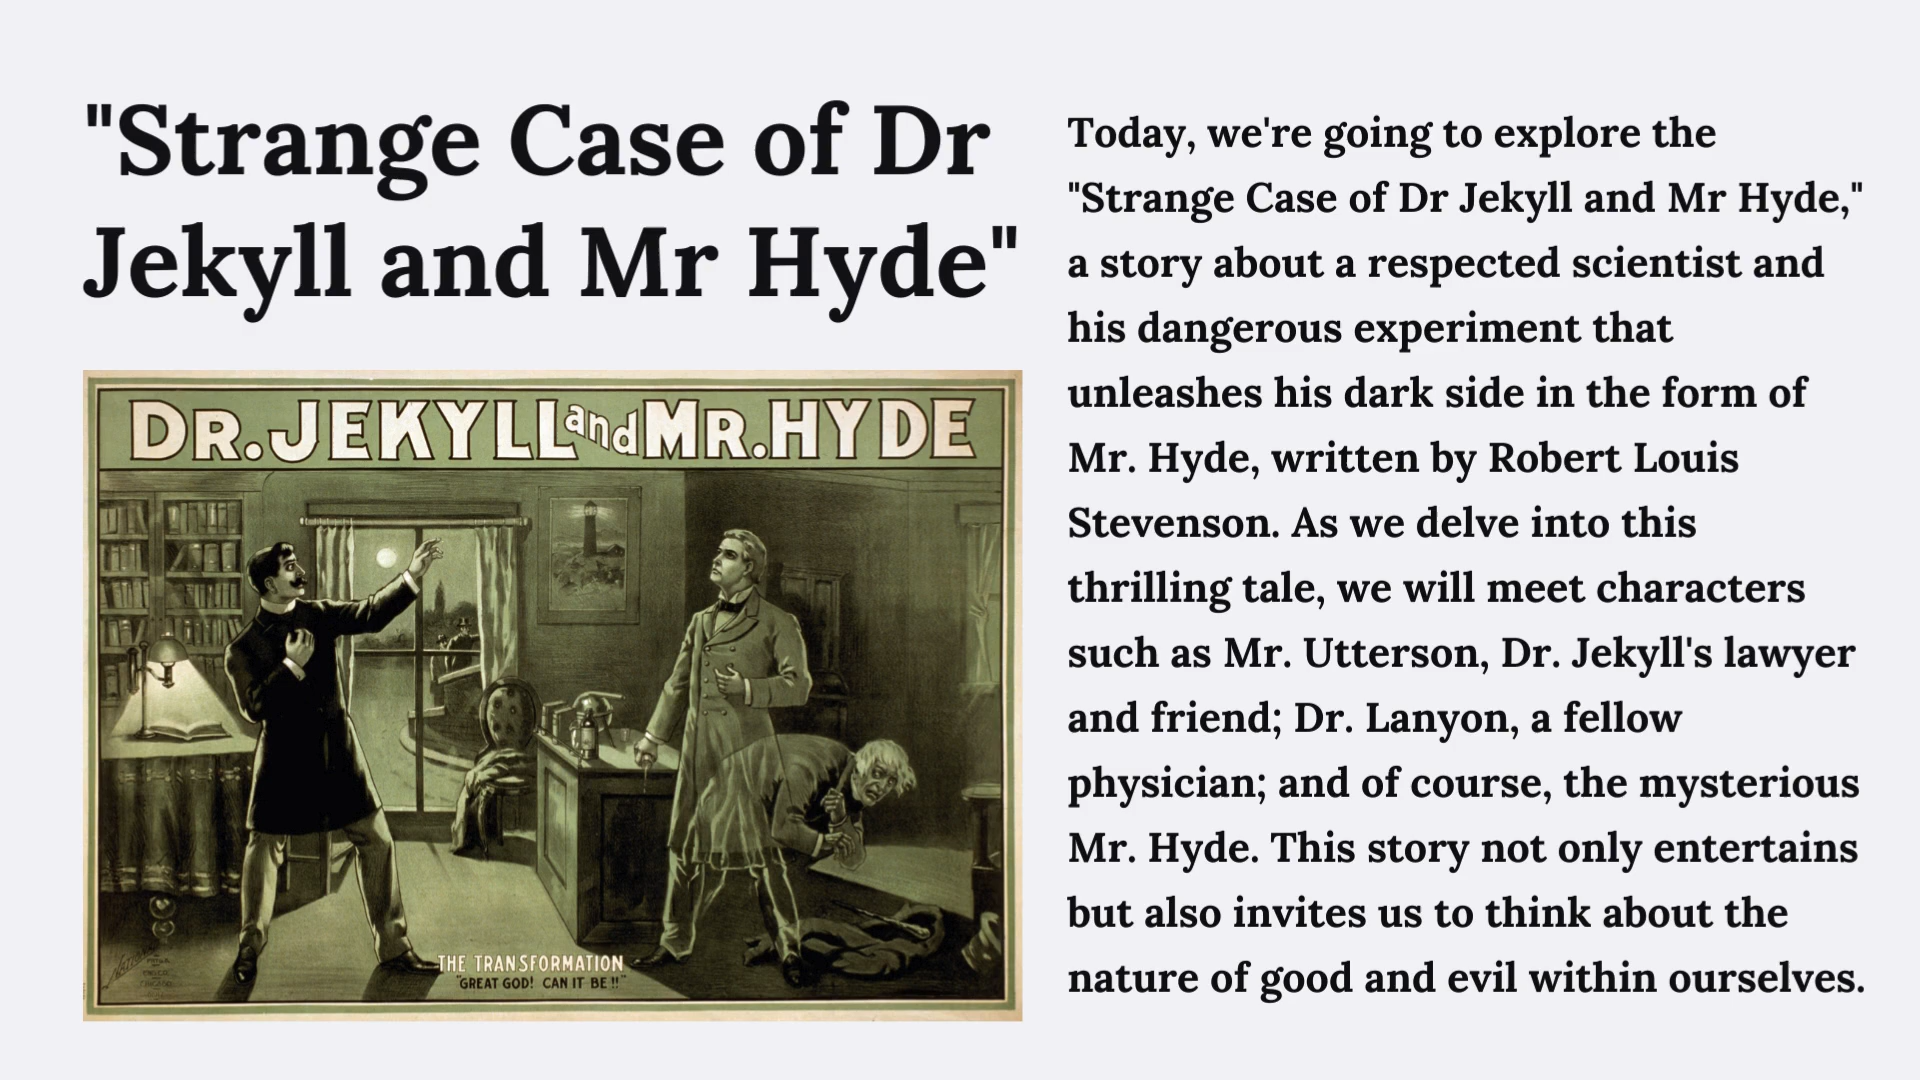 "Strange Case of Dr
Jekyll and Mr Hyde"
DR. JEKYLL and MR. HYDE
THE TRANSFORMATION
"GREAT GOD! CAN IT BE!!"
Today, we're going to explore the
"Strange Case of Dr Jekyll and Mr Hyde,"
a story about a respected scientist and
his dangerous experiment that
unleashes his dark side in the form of
Mr. Hyde, written by Robert Louis
Stevenson. As we delve into this
thrilling tale, we will meet characters
such as Mr. Utterson, Dr. Jekyll's lawyer
and friend; Dr. Lanyon, a fellow
physician; and of course, the mysterious
Mr. Hyde. This story not only entertains
but also invites us to think about the
nature of good and evil within ourselves.